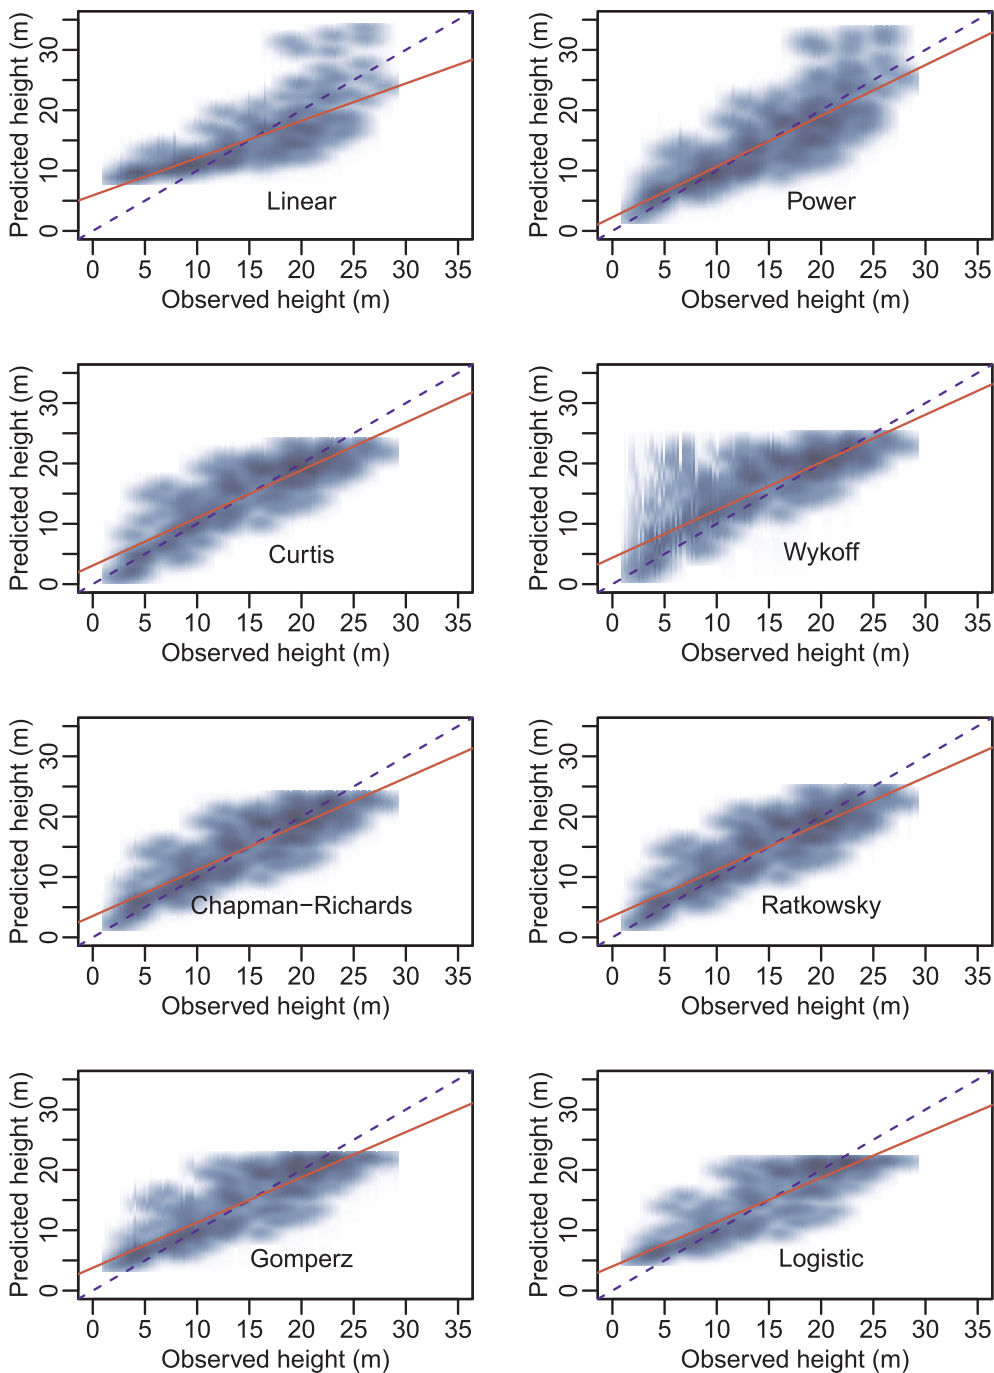 Predicted height (m)
30
20
10
0
Linear
0 5 10 15 20 25 30 35
Observed height (m)
Predicted height (m)
30
20
10
0
Power
0 5 10 15 20 25 30 35
Observed height (m)
Predicted height (m)
30
20
10
0
Curtis
0 5 10 15 20 25 30 35
Observed height (m)
Predicted height (m)
30
20
10
0
Wykoff
0 5 10 15 20 25 30 35
Observed height (m)
Predicted height (m)
30
20
10
0
Chapman−Richards
0 5 10 15 20 25 30 35
Observed height (m)
Predicted height (m)
30
20
10
0
Ratkowsky
0 5 10 15 20 25 30 35
Observed height (m)
Predicted height (m)
30
20
10
0
Gomperz
0 5 10 15 20 25 30 35
Observed height (m)
Predicted height (m)
30
20
10
0
Logistic
0 5 10 15 20 25 30 35
Observed height (m)